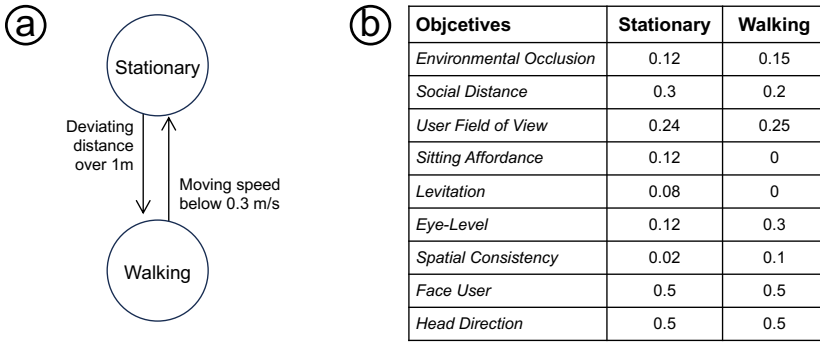 a
Stationary
Deviating
distance
over 1m
Moving speed
below 0.3 m/s
Walking
b
Objcetives Stationary Walking
Environmental Occlusion 0.12 0.15
Social Distance 0.3 0.2
User Field of View 0.24 0.25
Sitting Affordance 0.12 0
Levitation 0.08 0
Eye-Level 0.12 0.3
Spatial Consistency 0.02 0.1
Face User 0.5 0.5
Head Direction 0.5 0.5